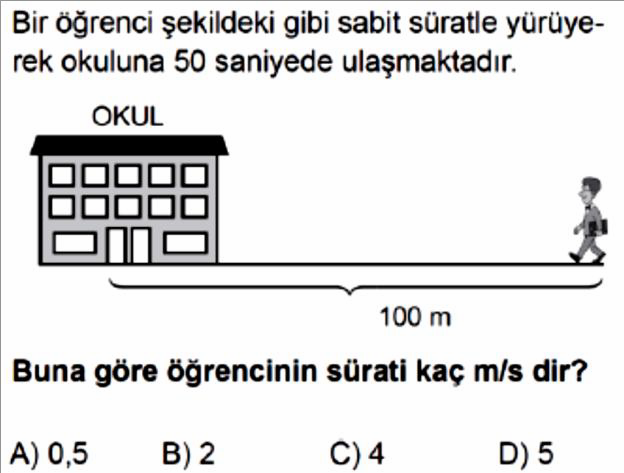 Bir öğrenci şekildeki gibi sabit süratle yürüye-
rek okuluna 50 saniyede ulaşmaktadır.
OKUL
100 m
Buna göre öğrencinin sürati kaç m/s dir?
A) 0,5 B) 2 C) 4 D) 5